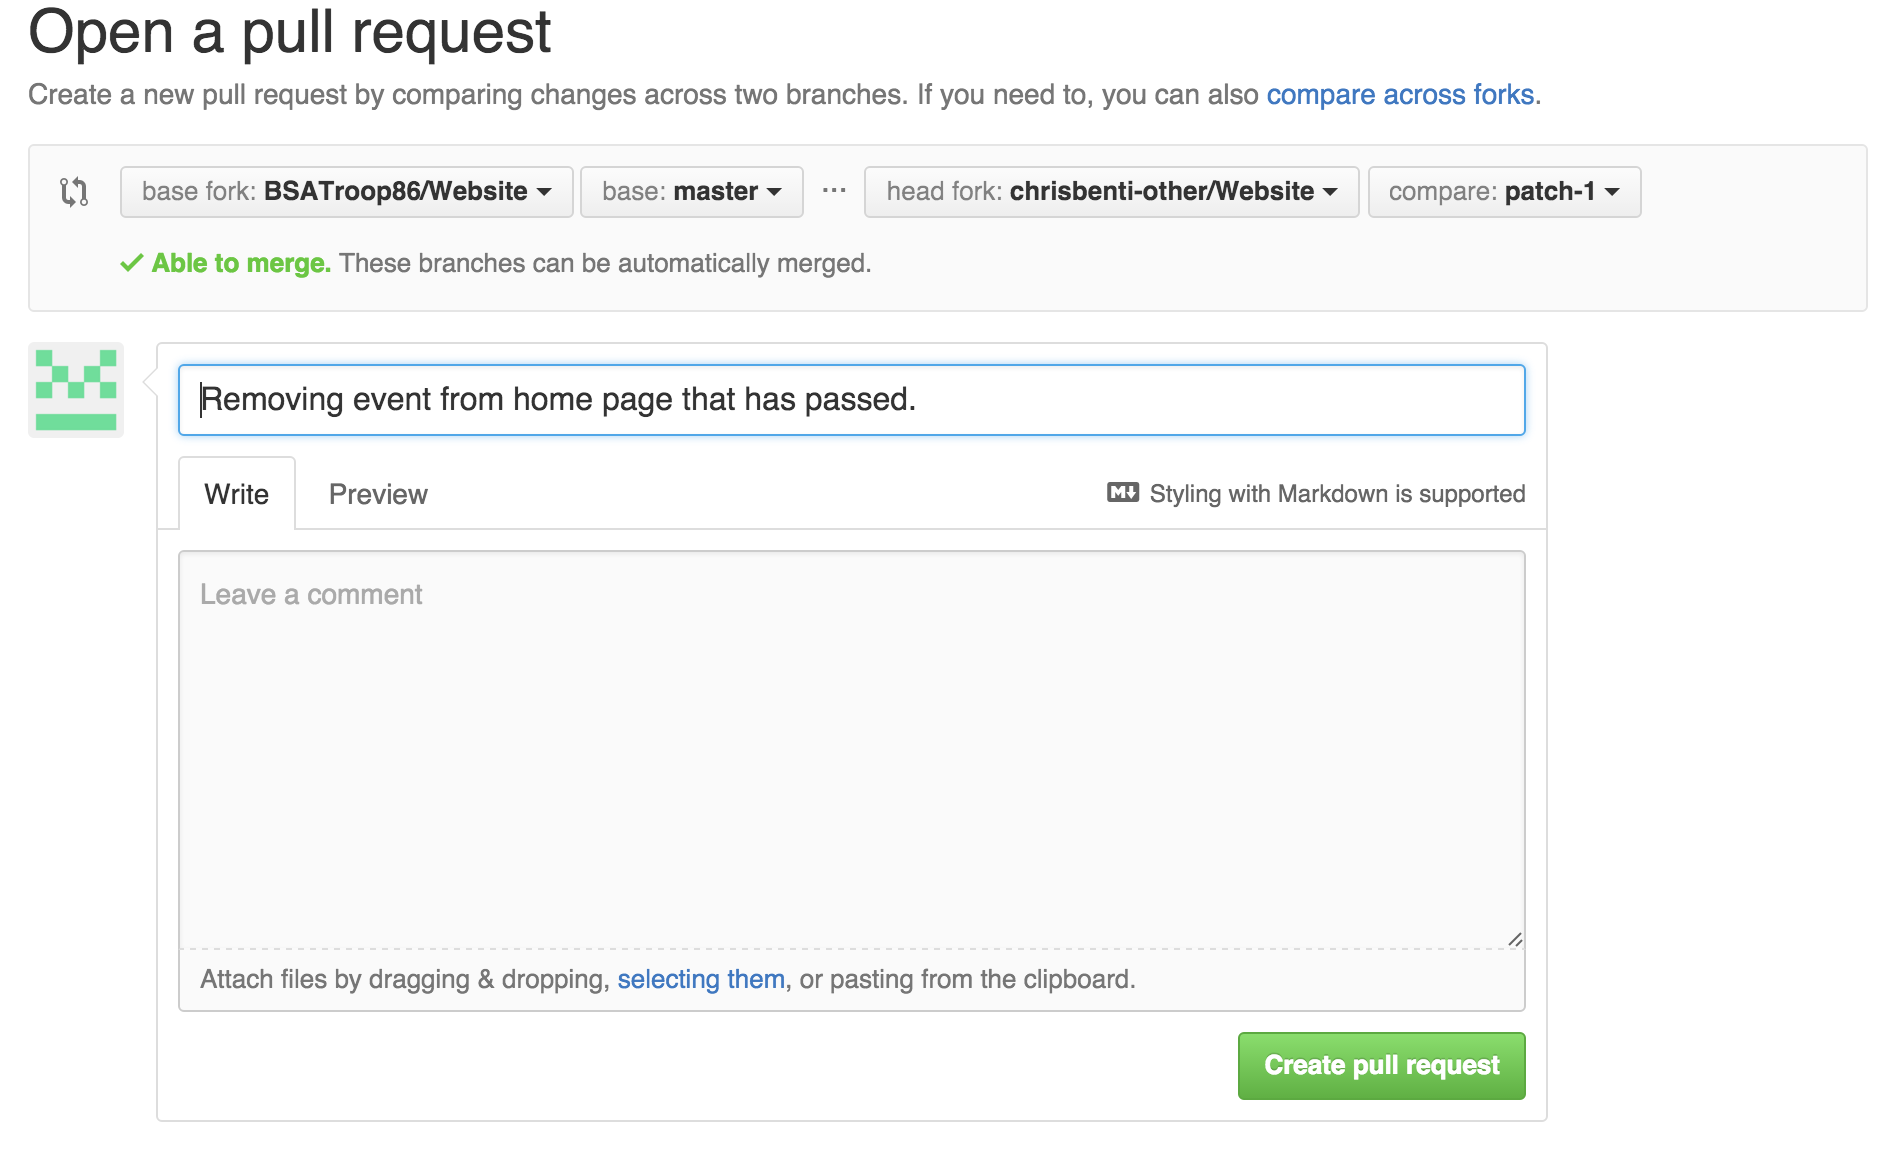 Open a pull request
Create a new pull request by comparing changes across two branches. If you need to, you can also compare across forks.
base fork: BSATroop86/Website base: master ... head fork: chrisbenti-other/Website compare: patch-1
Able to merge. These branches can be automatically merged.
Removing event from home page that has passed.
Write Preview M Styling with Markdown is supported
Leave a comment
Attach files by dragging & dropping, selecting them, or pasting from the clipboard.
Create pull request